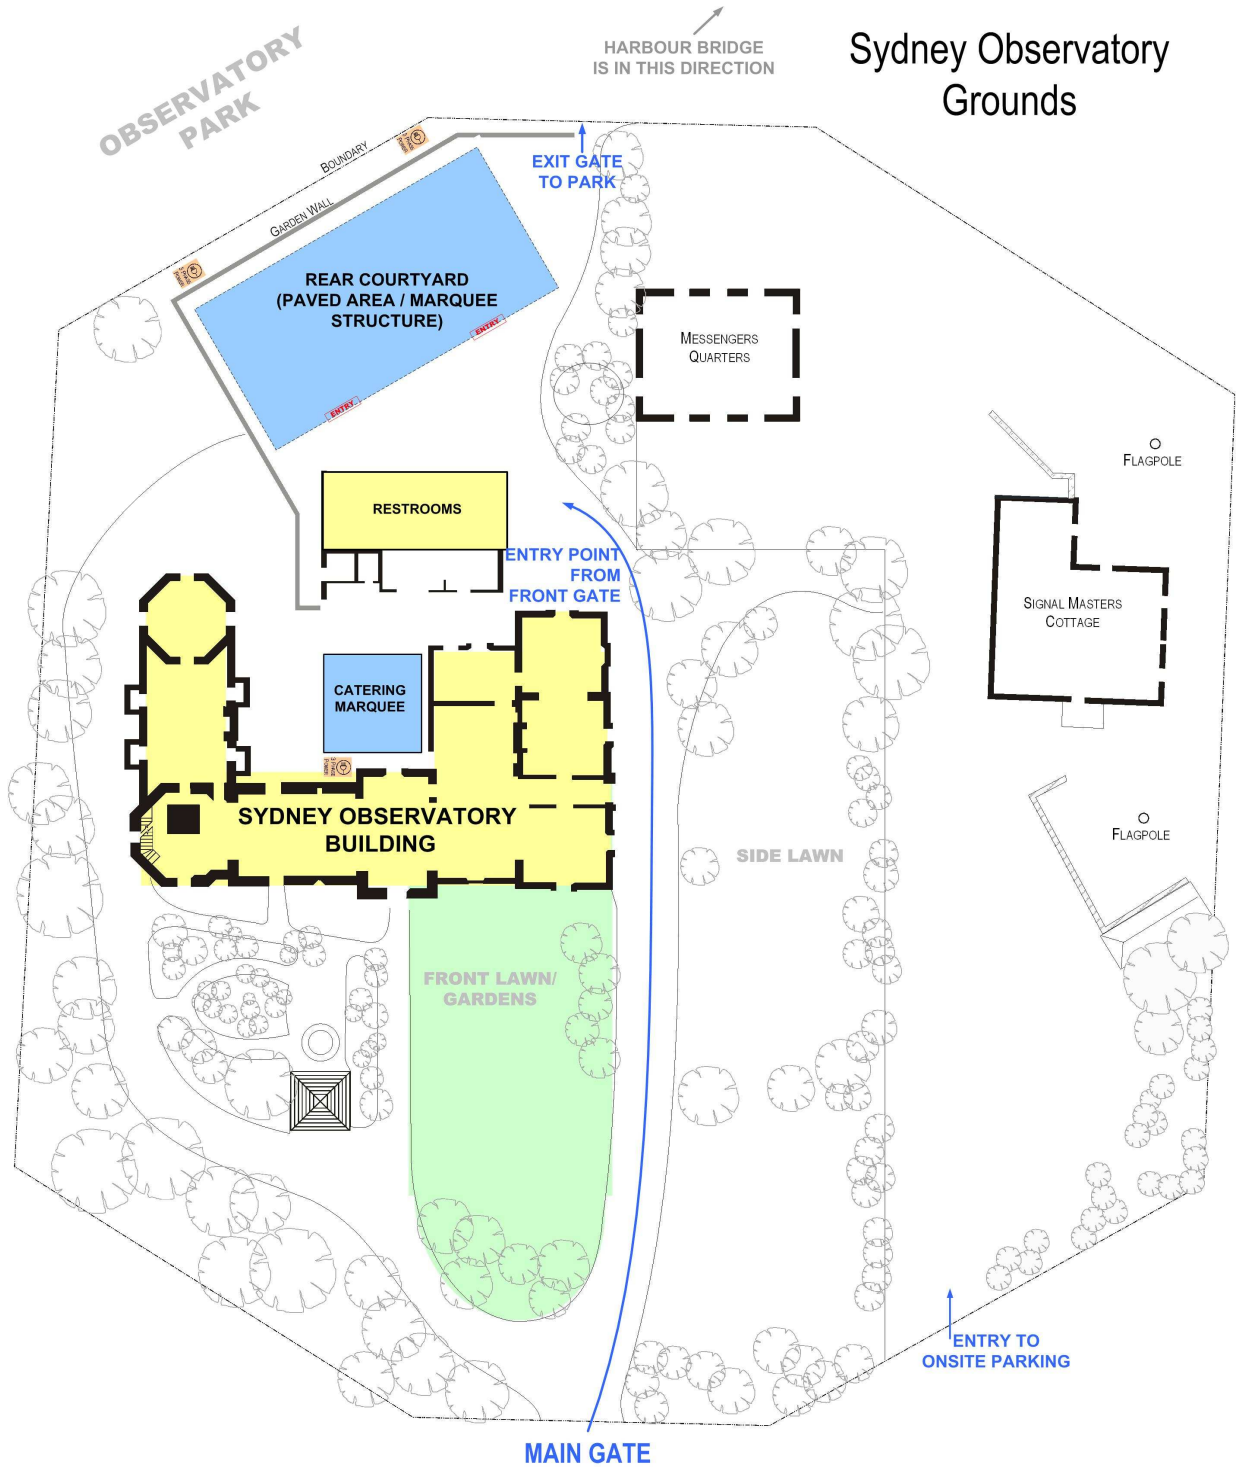 HARBOUR BRIDGE
IS IN THIS DIRECTION
Sydney Observatory
Grounds
OBSERVATORY
PARK
BOUNDARY
GARDEN WALL
EXIT GATE
TO PARK
REAR COURTYARD
(PAVED AREA / MARQUEE
STRUCTURE)
ENTRY
ENTRY
MESSENGERS
QUARTERS
FLAGPOLE
RESTROOMS
ENTRY POINT
FROM
FRONT GATE
SIGNAL MASTERS
COTTAGE
CATERING
MARQUEE
SYDNEY OBSERVATORY
BUILDING
SIDE LAWN
FLAGPOLE
FRONT LAWN/
GARDENS
ENTRY TO
ONSITE PARKING
MAIN GATE